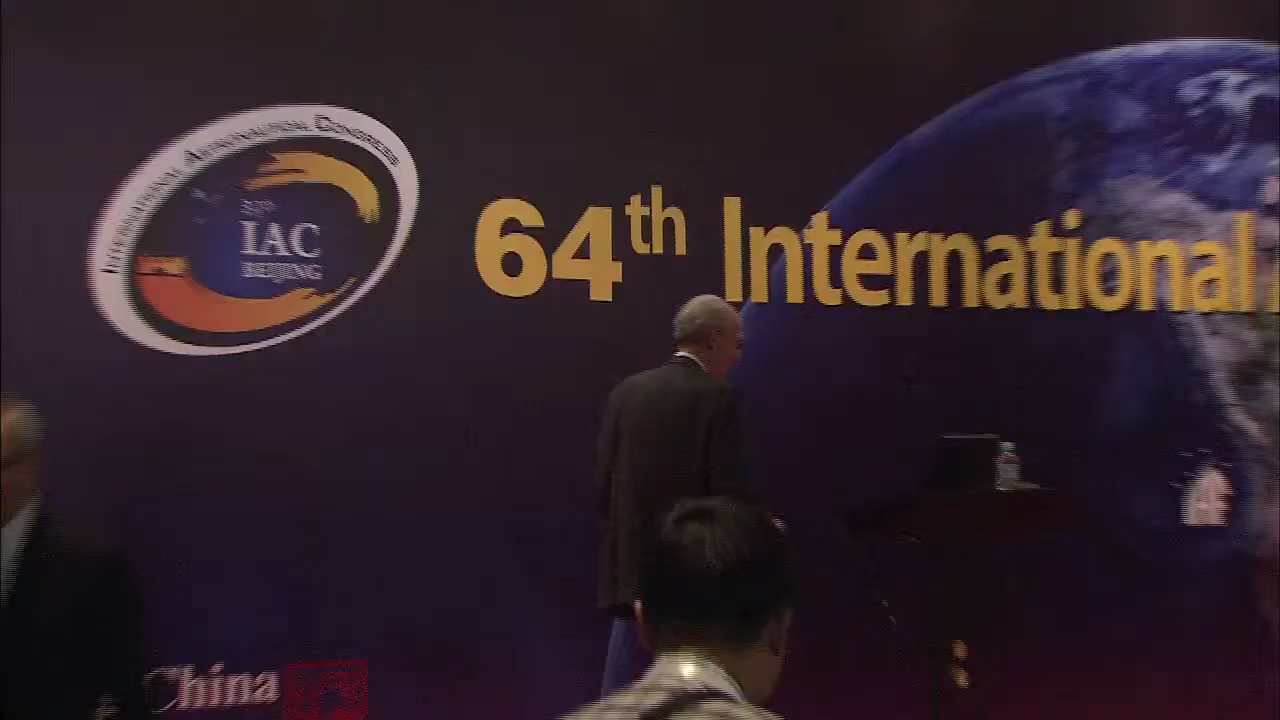 INTERNATIONAL ASTRONAUTICAL CONGRESS
IAC
BEIJING
64th International
China